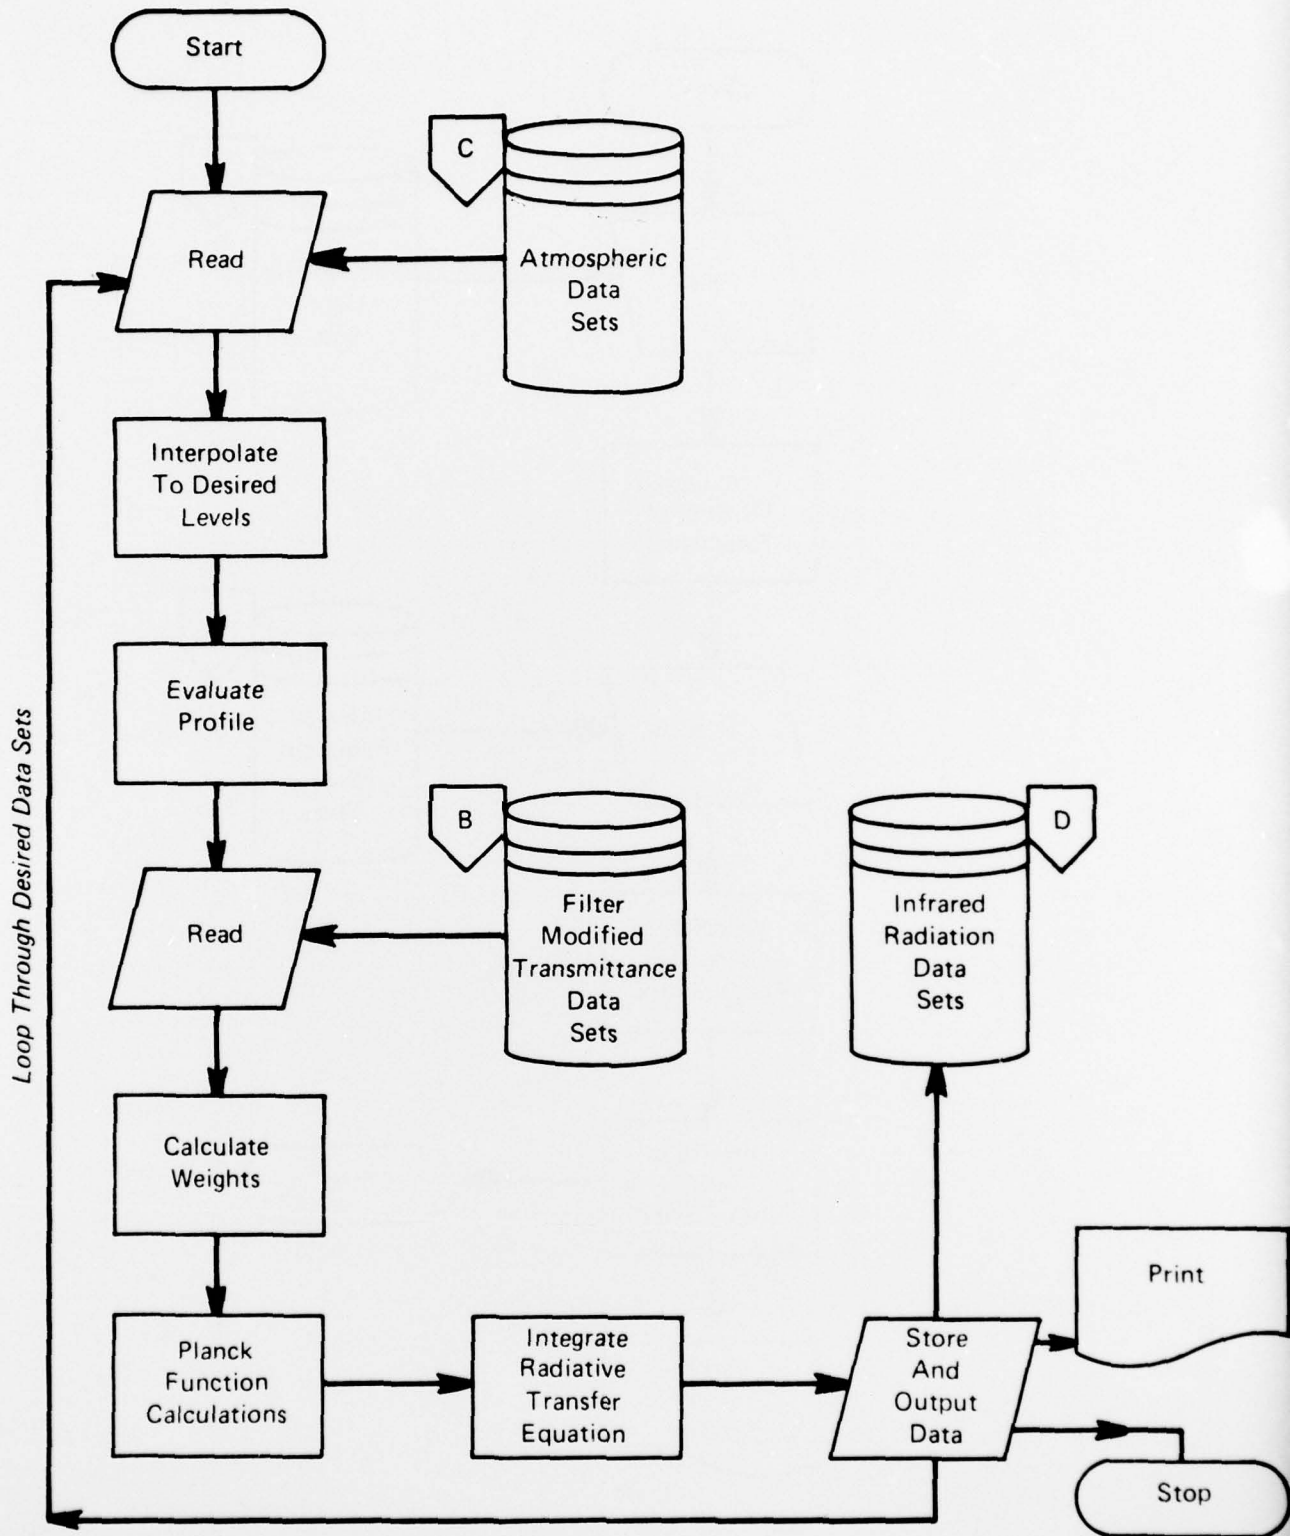 Start
C
Read
Atmospheric
Data
Sets
Interpolate
To Desired
Levels
Evaluate
Profile
Loop Through Desired Data Sets
B
D
Read
Filter
Modified
Transmittance
Data
Sets
Infrared
Radiation
Data
Sets
Calculate
Weights
Print
Planck
Function
Calculations
Integrate
Radiative
Transfer
Equation
Store
And
Output
Data
Stop